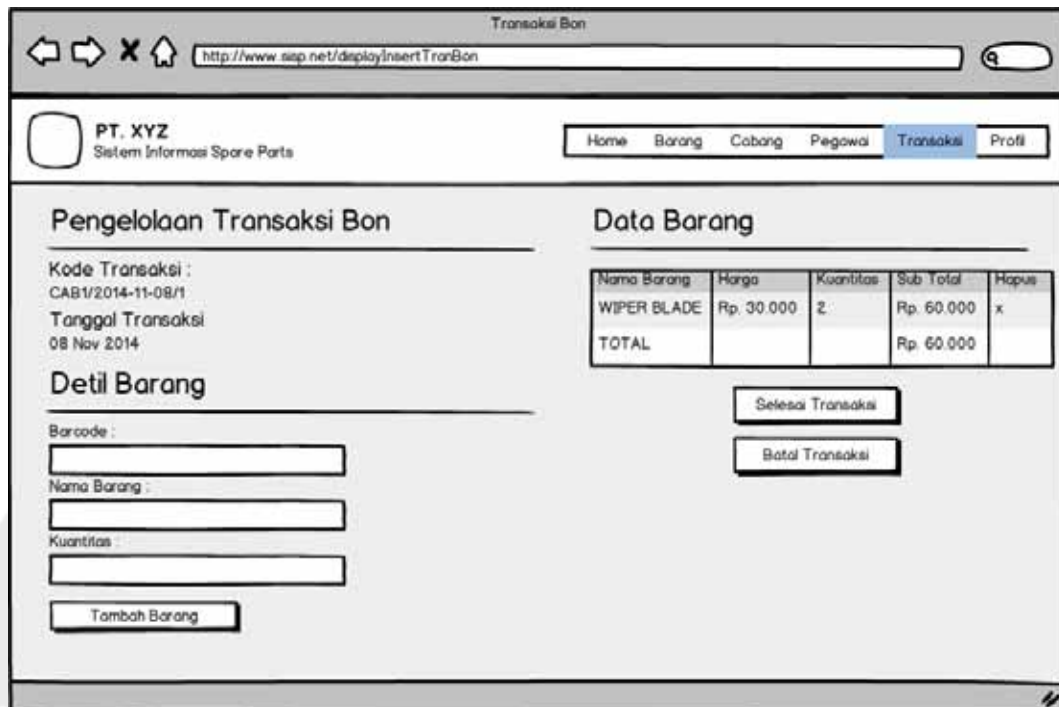 Transaksi Bon
http://www.sisp.net/displayInsertTranBon
PT. XYZ
Sistem Informasi Spare Parts
Home Barang Cabang Pegawai Transaksi Profil
Pengelolaan Transaksi Bon
Kode Transaksi :
CAB1/2014-11-08/1
Tanggal Transaksi
08 Nov 2014
Detil Barang
Barcode :
Nama Barang :
Kuantitas :
Tambah Barang
Data Barang
Nama Barang Harga Kuantitas Sub Total Hapus
WIPER BLADE Rp. 30.000 2 Rp. 60.000 x
TOTAL Rp. 60.000
Selesai Transaksi
Batal Transaksi